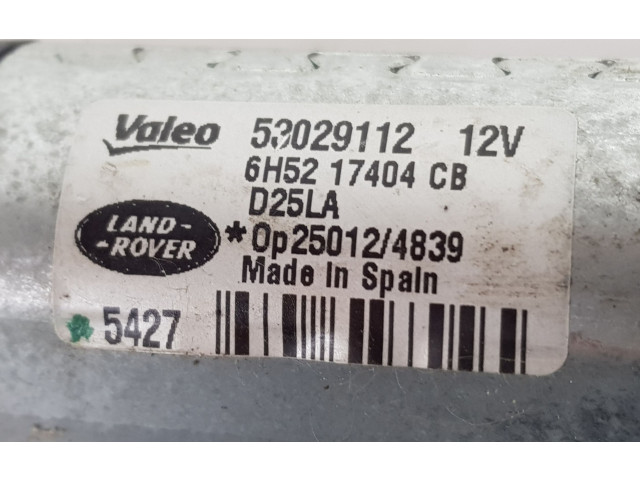 Valeo 53029112 12V
6H52 17404 CB
D25LA
LAND-
-ROVER
*Op25012/4839
Made In Spain
5427